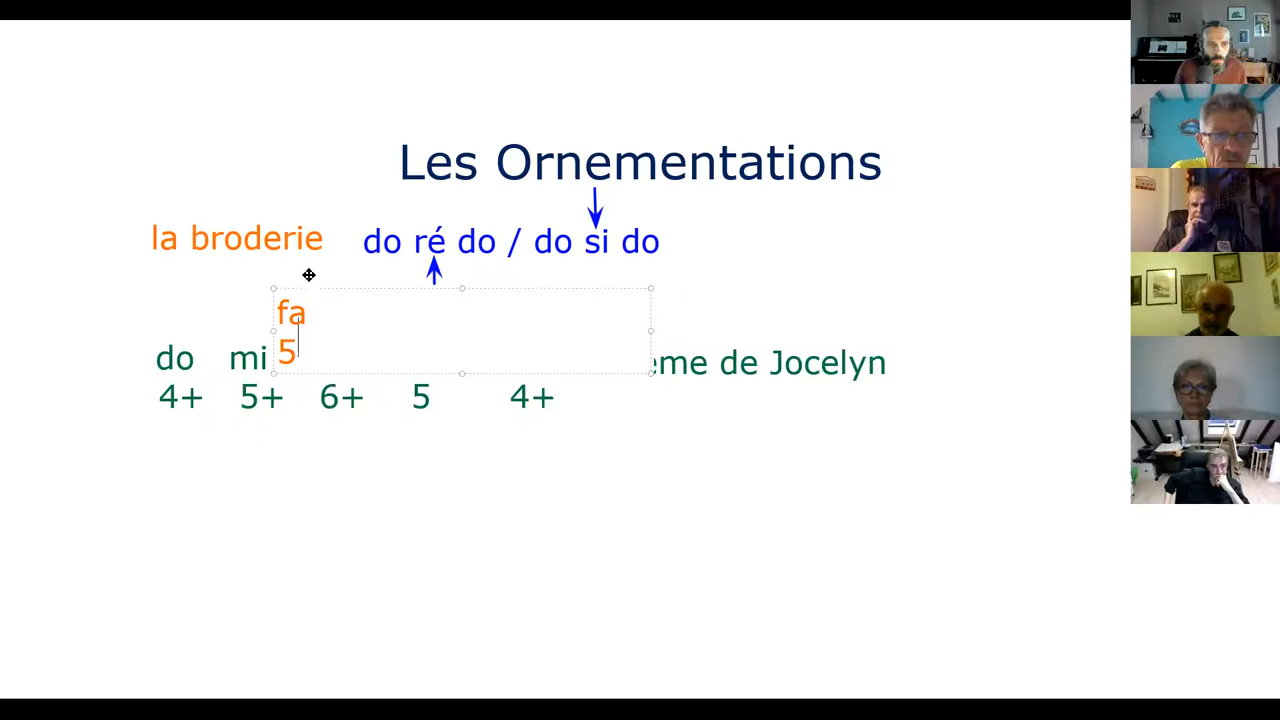 Les Ornementations
la broderie do ré do / do si do
fa
5
do mi de Jocelyn
4+ 5+ 6+ 5 4+